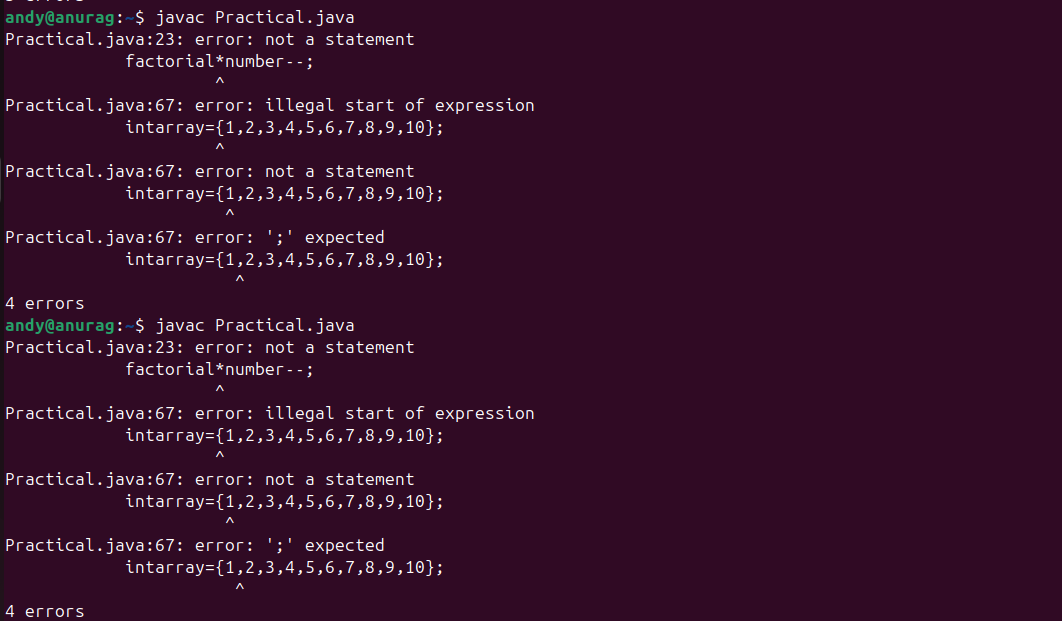 andy@anurag:~$ javac Practical.java
Practical.java:23: error: not a statement
factorial*number--;
^
Practical.java:67: error: illegal start of expression
intarray={1,2,3,4,5,6,7,8,9,10};
^
Practical.java:67: error: not a statement
intarray={1,2,3,4,5,6,7,8,9,10};
^
Practical.java:67: error: ';' expected
intarray={1,2,3,4,5,6,7,8,9,10};
^
4 errors
andy@anurag:~$ javac Practical.java
Practical.java:23: error: not a statement
factorial*number--;
^
Practical.java:67: error: illegal start of expression
intarray={1,2,3,4,5,6,7,8,9,10};
^
Practical.java:67: error: not a statement
intarray={1,2,3,4,5,6,7,8,9,10};
^
Practical.java:67: error: ';' expected
intarray={1,2,3,4,5,6,7,8,9,10};
^
4 errors